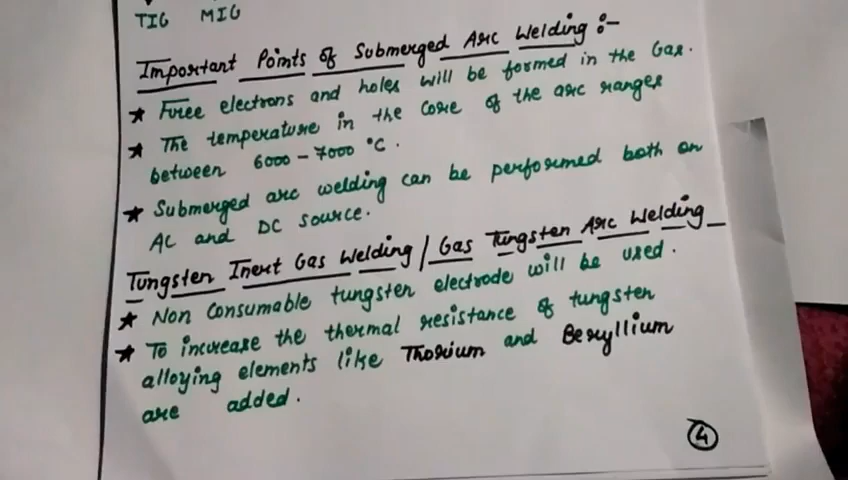 TIG MIG
Important Points of Submerged Arc Welding :-
★ Free electrons and holes will be formed in the Gas.
★ The temperature in the core of the arc ranges
between 6000 - 7000 °C.
★ Submerged arc welding can be performed both on
AC and DC source.
Tungsten Inert Gas Welding / Gas Tungsten Arc Welding
★ Non Consumable tungsten electrode will be used.
★ To increase the thermal resistance of tungsten
alloying elements like Thorium and Beryllium
are added.
4